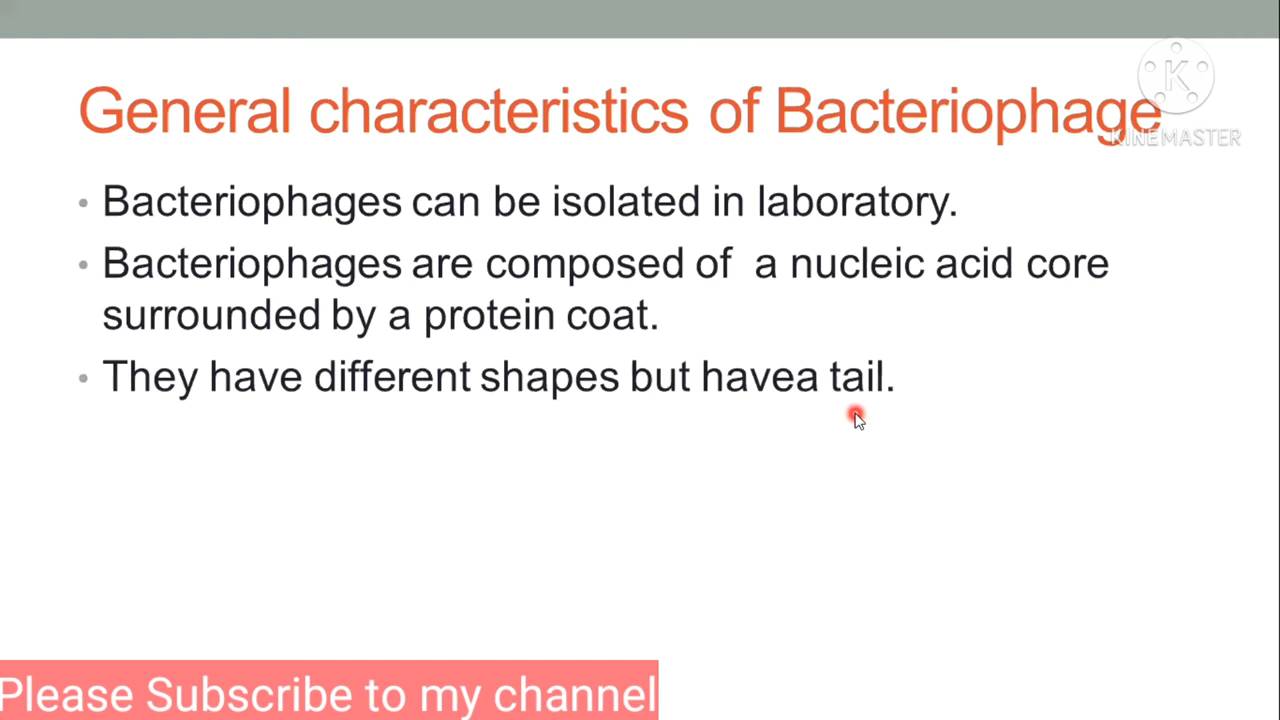 General characteristics of Bacteriophage
K
KINEMASTER
• Bacteriophages can be isolated in laboratory.
• Bacteriophages are composed of  a nucleic acid core
surrounded by a protein coat.
• They have different shapes but havea tail.
Please Subscribe to my channel